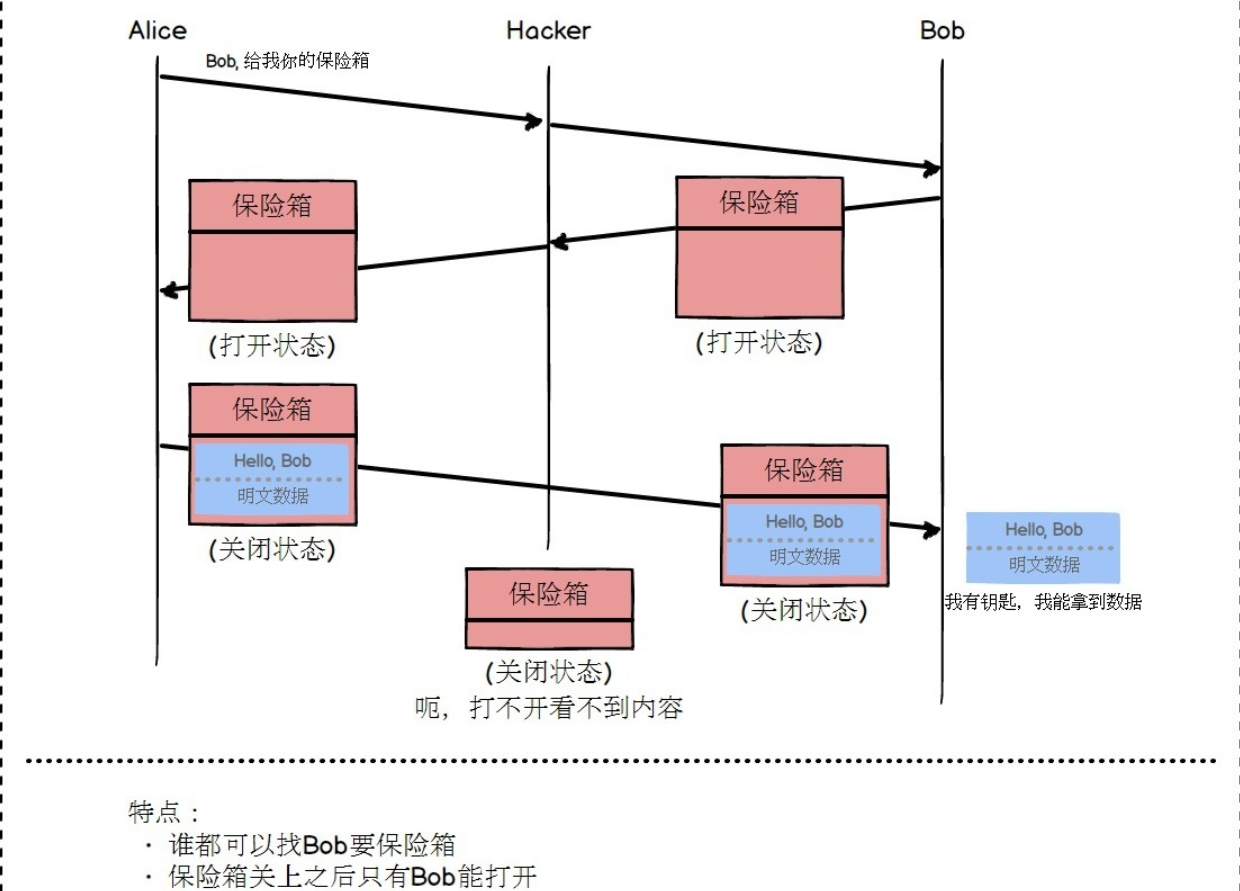 Alice
Hacker
Bob
Bob, 给我你的保险箱
保险箱
保险箱
(打开状态)
(打开状态)
保险箱
Hello, Bob
明文数据
(关闭状态)
保险箱
Hello, Bob
明文数据
(关闭状态)
Hello, Bob
明文数据
我有钥匙，我能拿到数据
保险箱
(关闭状态)
呃，打不开看不到内容
特点：
· 谁都可以找Bob要保险箱
· 保险箱关上之后只有Bob能打开